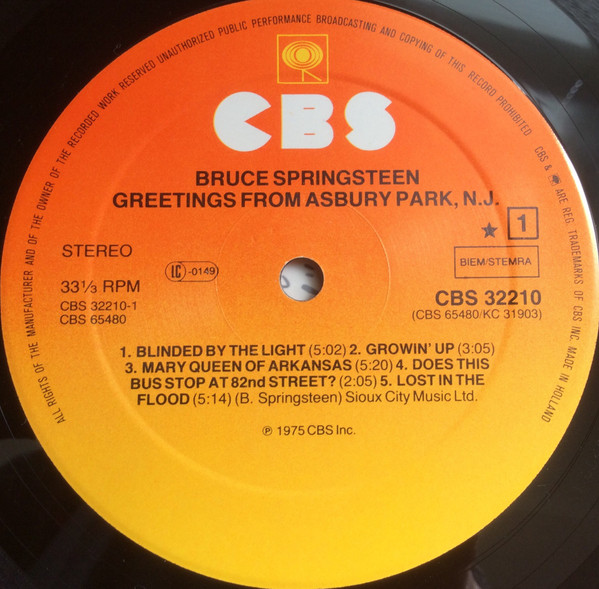 ALL RIGHTS OF THE MANUFACTURER AND OF THE OWNER OF THE RECORDED WORK RESERVED UNAUTHORIZED PUBLIC PERFORMANCE BROADCASTING AND COPYING OF THIS RECORD PROHIBITED
CBS & ARE REG. TRADEMARKS OF CBS INC. MADE IN HOLLAND
CBS
BRUCE SPRINGSTEEN
GREETINGS FROM ASBURY PARK, N.J.
★ 1
STEREO
IC -0149
BIEM/STEMRA
33⅓ RPM
CBS 32210-1
CBS 65480
CBS 32210
(CBS 65480/KC 31903)
1. BLINDED BY THE LIGHT (5:02) 2. GROWIN' UP (3:05)
3. MARY QUEEN OF ARKANSAS (5:20) 4. DOES THIS
BUS STOP AT 82nd STREET? (2:05) 5. LOST IN THE
FLOOD (5:14) (B. Springsteen) Sioux City Music Ltd.
℗ 1975 CBS Inc.